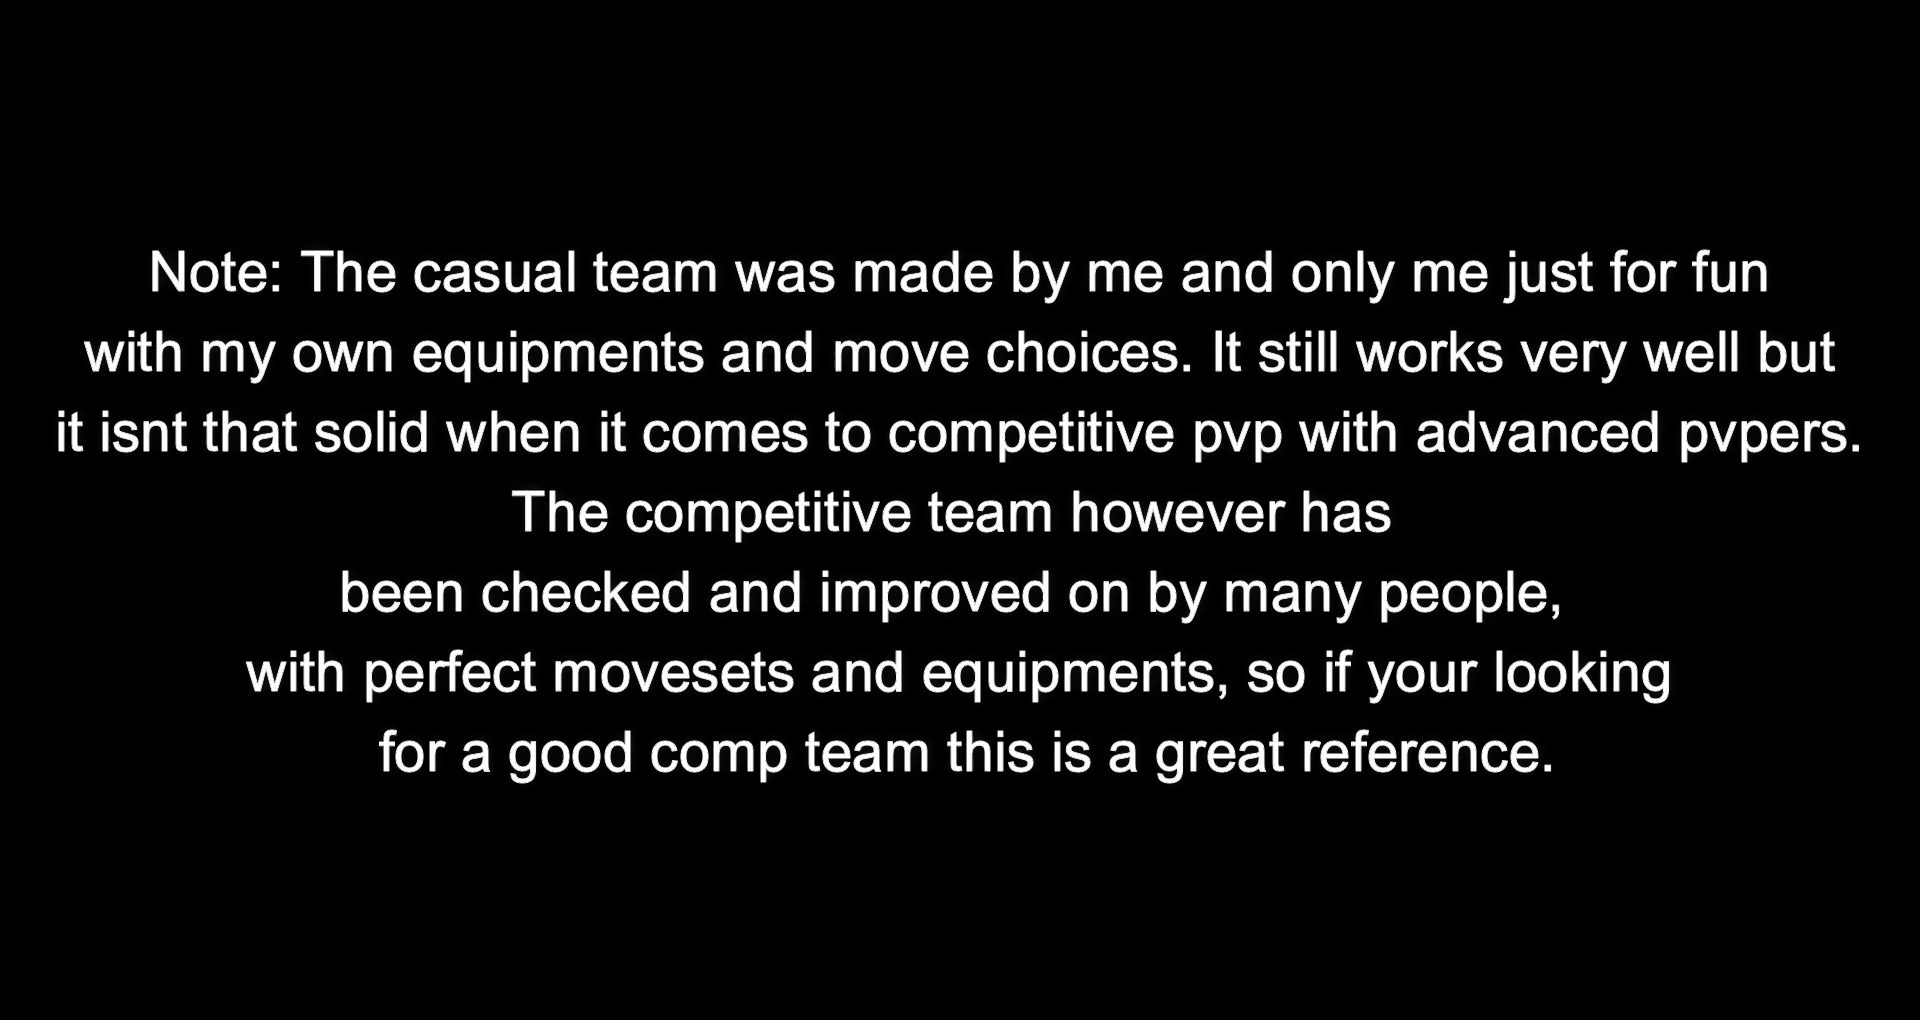 Note: The casual team was made by me and only me just for fun
with my own equipments and move choices. It still works very well but
it isnt that solid when it comes to competitive pvp with advanced pvpers.
The competitive team however has
been checked and improved on by many people,
with perfect movesets and equipments, so if your looking
for a good comp team this is a great reference.